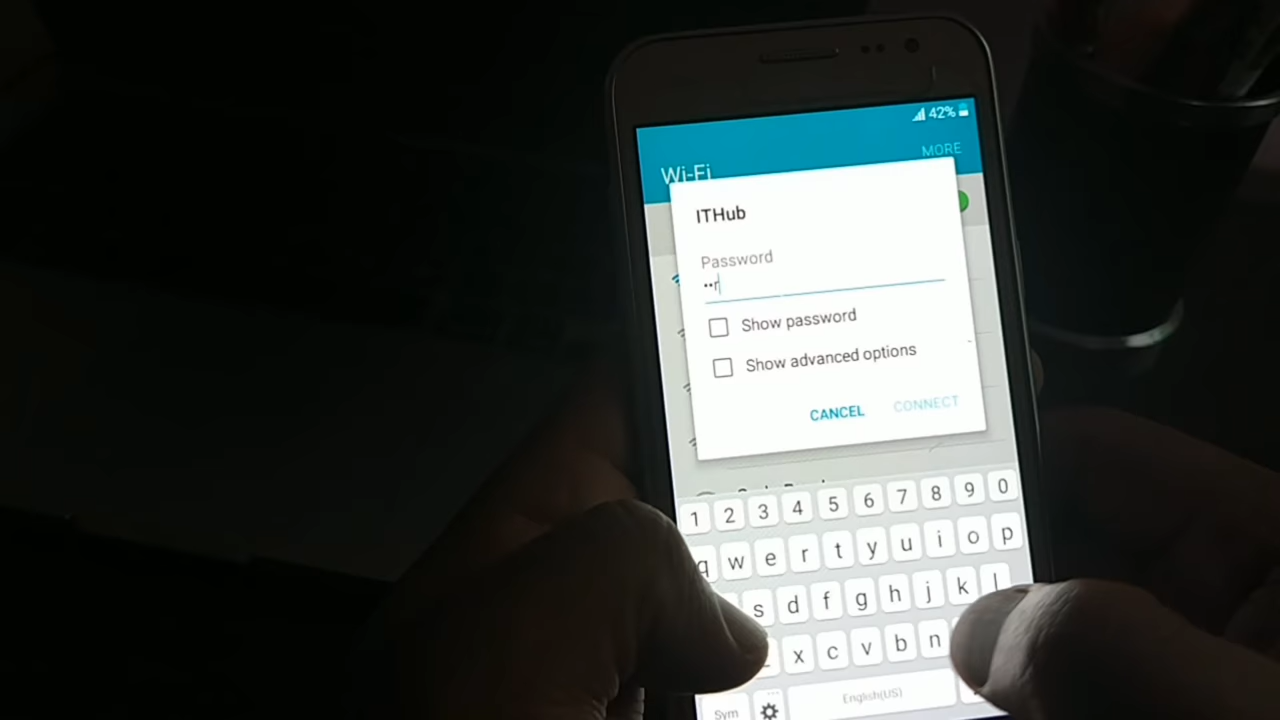 42%
MORE
Wi-Fi
ITHub
Password
••r
Show password
Show advanced options
CANCEL CONNECT
1 2 3 4 5 6 7 8 9 0
q w e r t y u i o p
s d f g h j k l
x c v b n
Sym English(US)